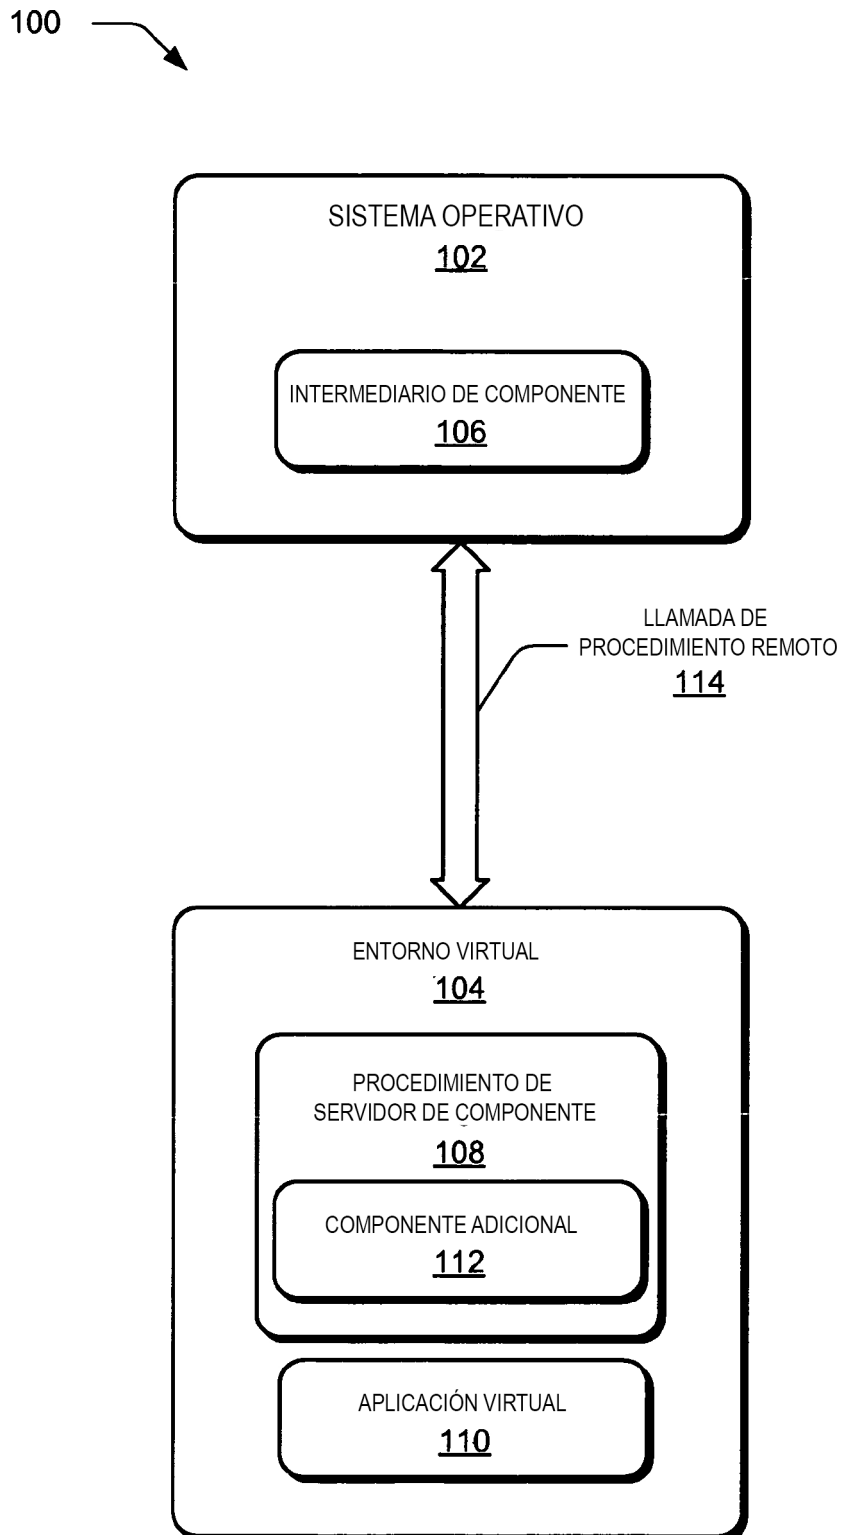 100
SISTEMA OPERATIVO
102
INTERMEDIARIO DE COMPONENTE
106
LLAMADA DE
PROCEDIMIENTO REMOTO
114
ENTORNO VIRTUAL
104
PROCEDIMIENTO DE
SERVIDOR DE COMPONENTE
108
COMPONENTE ADICIONAL
112
APLICACIÓN VIRTUAL
110